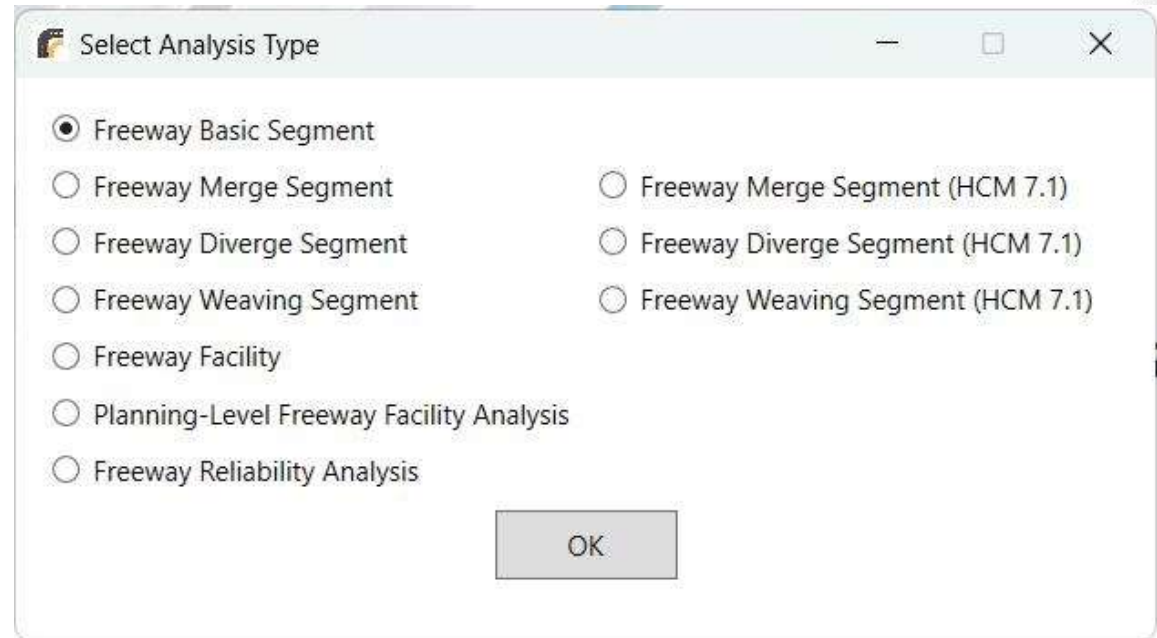 Select Analysis Type
Freeway Basic Segment
Freeway Merge Segment
Freeway Merge Segment (HCM 7.1)
Freeway Diverge Segment
Freeway Diverge Segment (HCM 7.1)
Freeway Weaving Segment
Freeway Weaving Segment (HCM 7.1)
Freeway Facility
Planning-Level Freeway Facility Analysis
Freeway Reliability Analysis
OK